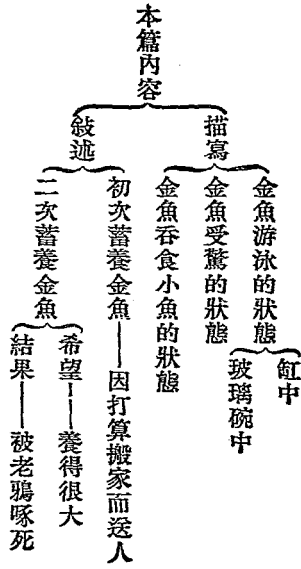 本篇內容
描寫
金魚游泳的狀態
缸中
玻璃碗中
金魚受驚的狀態
金魚吞食小魚的狀態
敍述
初次蓄養金魚——因打算搬家而送人
二次蓄養金魚
希望——養得很大
結果——被老鴉啄死